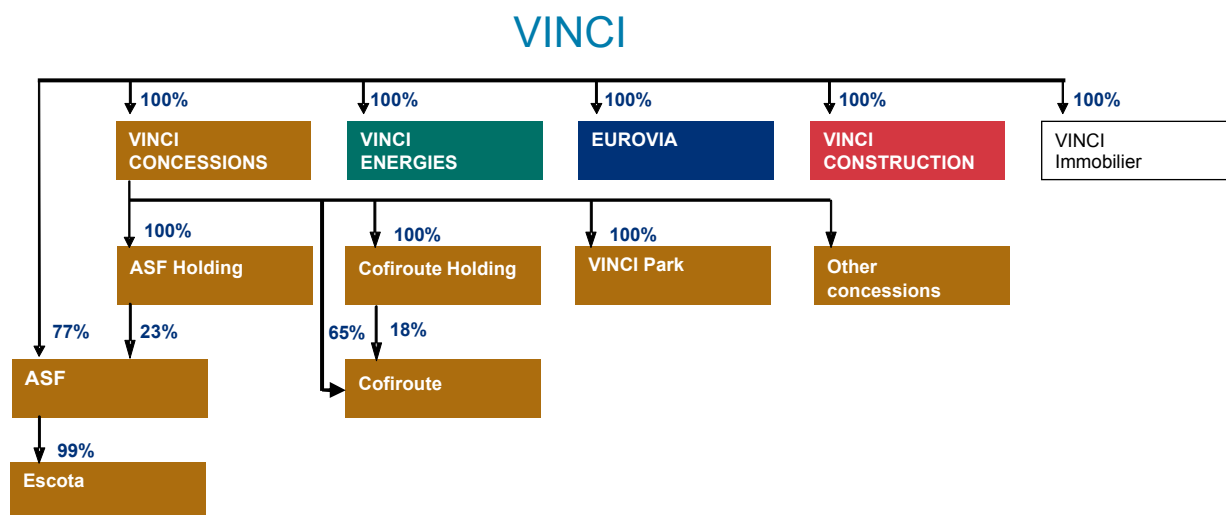 VINCI
100%
100%
100%
100%
100%
VINCI
CONCESSIONS
VINCI
ENERGIES
EUROVIA
VINCI
CONSTRUCTION
VINCI
Immobilier
100%
100%
100%
ASF Holding
Cofiroute Holding
VINCI Park
Other
concessions
77%
23%
65%
18%
ASF
Cofiroute
99%
Escota